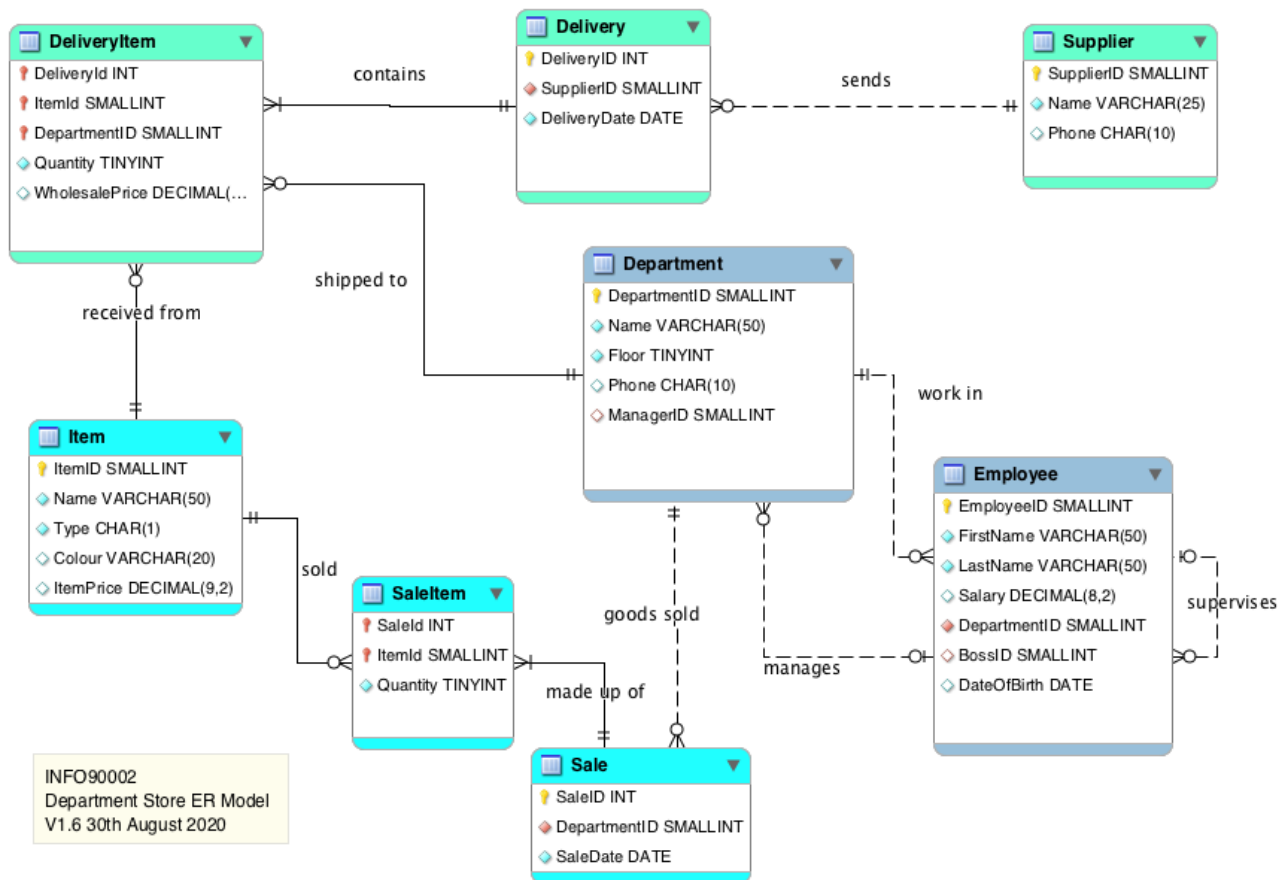 DeliveryItem
DeliveryId INT
ItemId SMALLINT
DepartmentID SMALLINT
Quantity TINYINT
WholesalePrice DECIMAL(...
contains
Delivery
DeliveryID INT
SupplierID SMALLINT
DeliveryDate DATE
sends
Supplier
SupplierID SMALLINT
Name VARCHAR(25)
Phone CHAR(10)
shipped to
received from
Department
DepartmentID SMALLINT
Name VARCHAR(50)
Floor TINYINT
Phone CHAR(10)
ManagerID SMALLINT
work in
Item
ItemID SMALLINT
Name VARCHAR(50)
Type CHAR(1)
Colour VARCHAR(20)
ItemPrice DECIMAL(9,2)
sold
Employee
EmployeeID SMALLINT
FirstName VARCHAR(50)
LastName VARCHAR(50)
Salary DECIMAL(8,2)
DepartmentID SMALLINT
BossID SMALLINT
DateOfBirth DATE
supervises
SaleItem
SaleId INT
ItemId SMALLINT
Quantity TINYINT
goods sold
manages
made up of
Sale
SaleID INT
DepartmentID SMALLINT
SaleDate DATE
INFO90002
Department Store ER Model
V1.6 30th August 2020